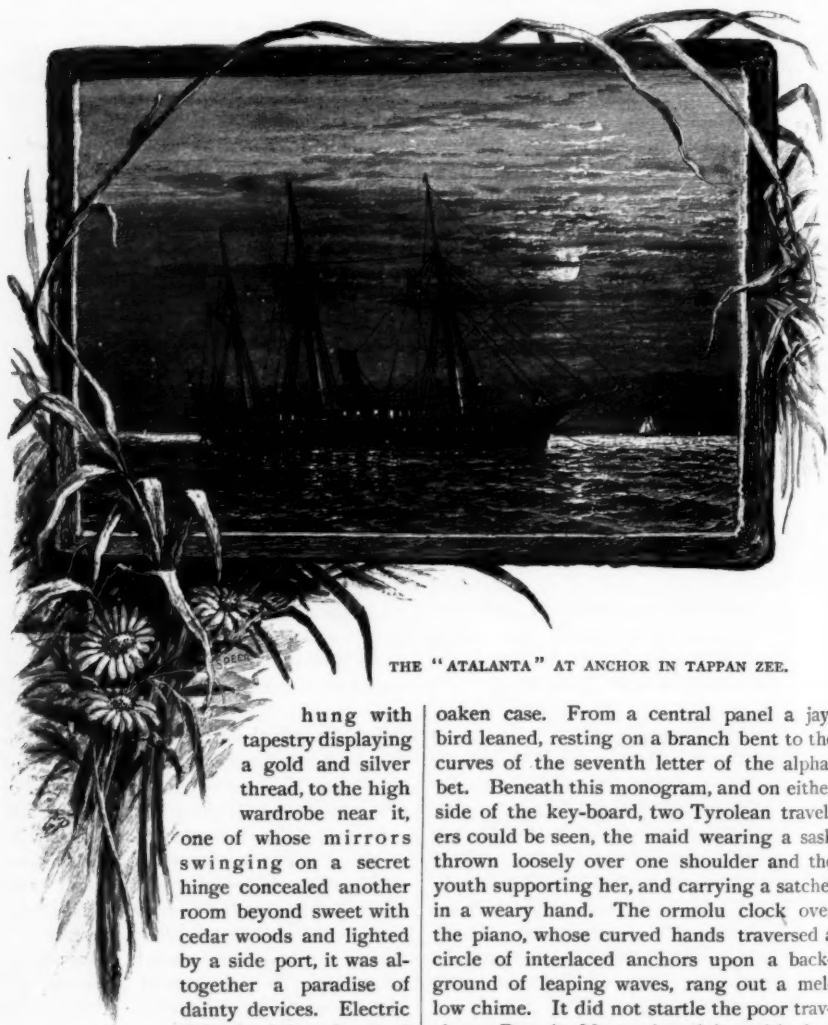 THE "ATALANTA" AT ANCHOR IN TAPPAN ZEE.
hung with
tapestry displaying
a gold and silver
thread, to the high
wardrobe near it,
one of whose mirrors
swinging on a secret
hinge concealed another
room beyond sweet with
cedar woods and lighted
by a side port, it was al-
together a paradise of
dainty devices. Electric
oaken case. From a central panel a jay
bird leaned, resting on a branch bent to the
curves of the seventh letter of the alpha
bet. Beneath this monogram, and on eithe
side of the key-board, two Tyrolean travel
ers could be seen, the maid wearing a sash
thrown loosely over one shoulder and the
youth supporting her, and carrying a satche
in a weary hand. The ormolu clock ove
the piano, whose curved hands traversed a
circle of interlaced anchors upon a back-
ground of leaping waves, rang out a mel
low chime. It did not startle the poor trav